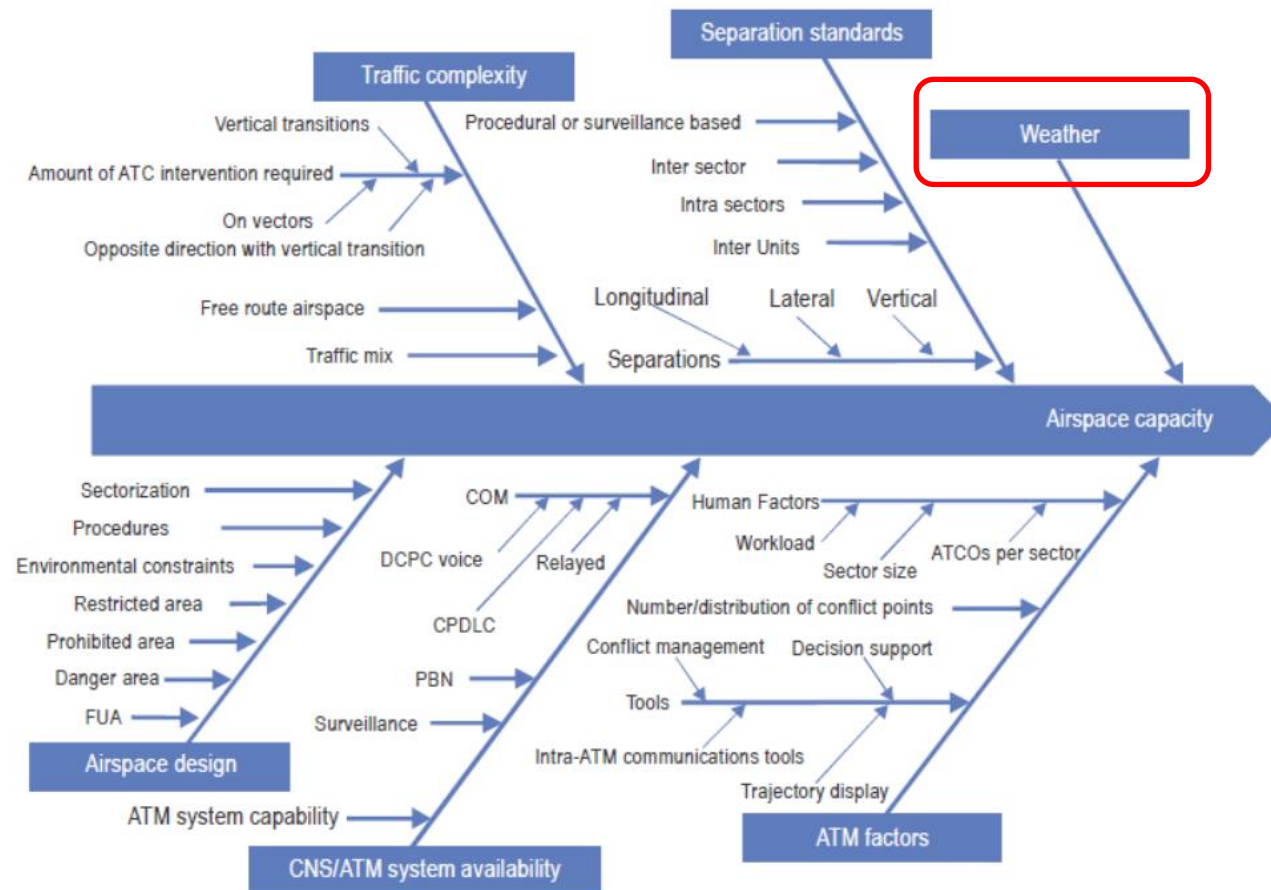 Separation standards
Traffic complexity
Weather
Vertical transitions
Procedural or surveillance based
Amount of ATC intervention required
Inter sector
On vectors
Intra sectors
Opposite direction with vertical transition
Inter Units
Longitudinal
Lateral
Vertical
Free route airspace
Traffic mix
Separations
Airspace capacity
Sectorization
COM
Human Factors
Procedures
DCPC voice
Relayed
Workload
ATCOs per sector
Environmental constraints
Sector size
Restricted area
Number/distribution of conflict points
CPDLC
Prohibited area
Conflict management
Decision support
Danger area
PBN
Tools
FUA
Surveillance
Intra-ATM communications tools
Airspace design
Trajectory display
ATM system capability
ATM factors
CNS/ATM system availability